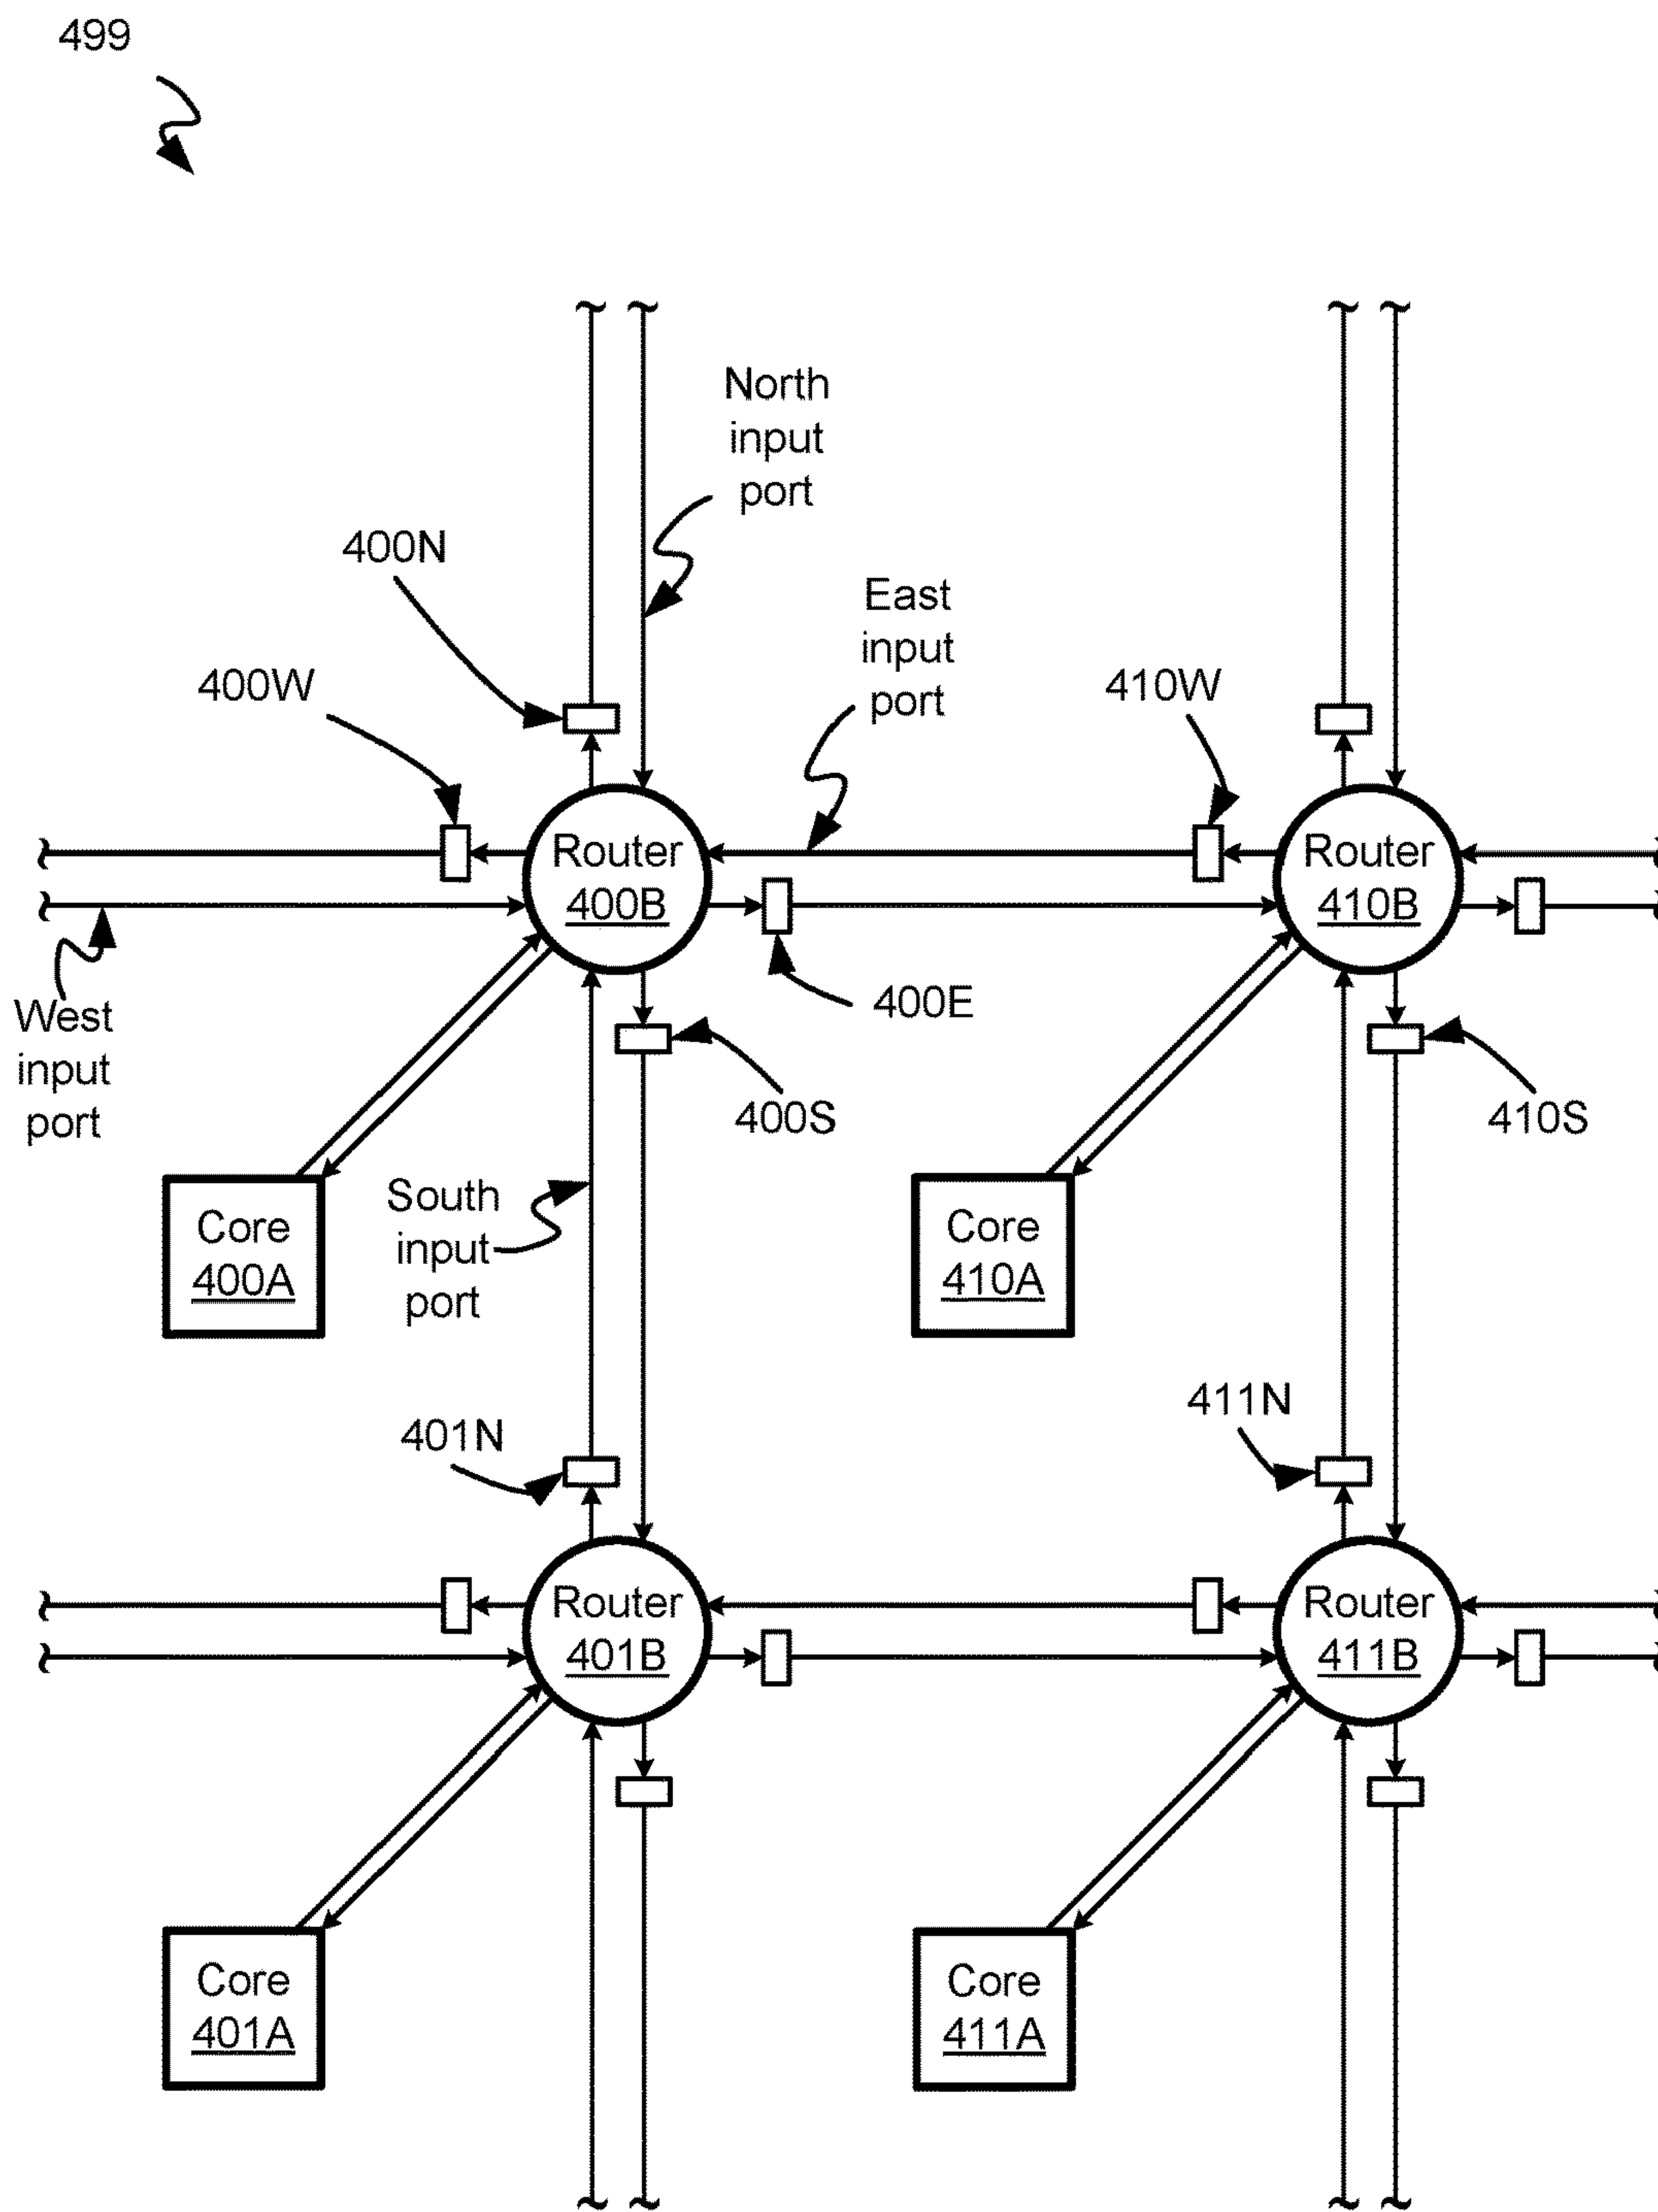 499
North
input
port
400N
East
input
port
400W
410W
Router
400B
Router
410B
West
input
port
400E
400S
410S
Core
400A
South
input
port
Core
410A
401N
411N
Router
401B
Router
411B
Core
401A
Core
411A